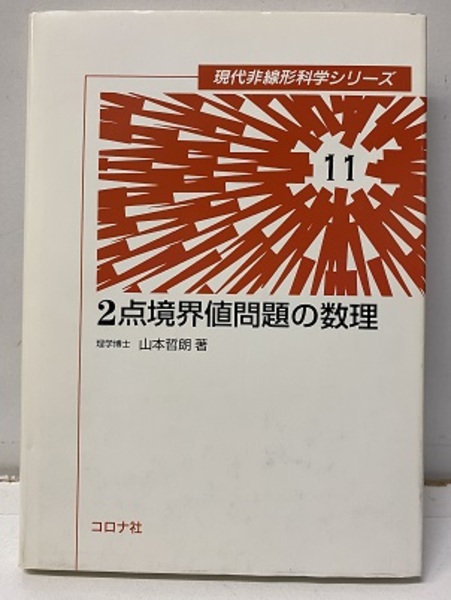 現代非線形科学シリーズ
11
2点境界値問題の数理
理学博士 山本哲朗 著
コロナ社